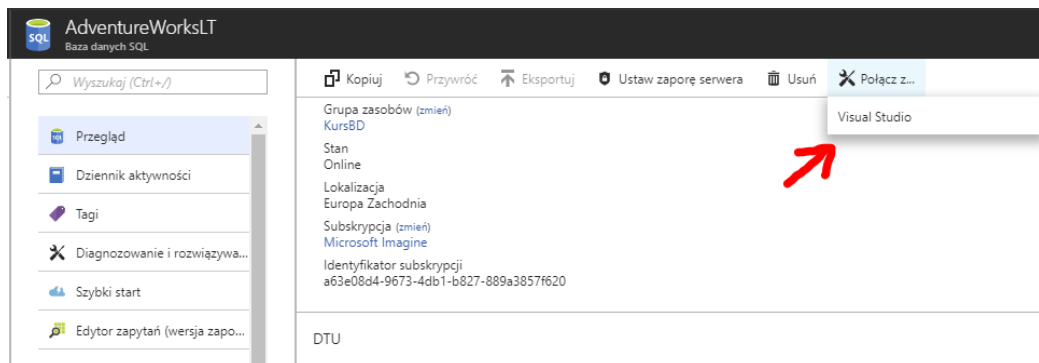 SQL
AdventureWorksLT
Baza danych SQL
Wyszukaj (Ctrl+/)
Przegląd
Dziennik aktywności
Tagi
Diagnozowanie i rozwiązywa...
Szybki start
Edytor zapytań (wersja zapo...
Kopiuj Przywróć Eksportuj Ustaw zaporę serwera Usuń Połącz z...
Visual Studio
Grupa zasobów (zmień)
KursBD
Stan
Online
Lokalizacja
Europa Zachodnia
Subskrypcja (zmień)
Microsoft Imagine
Identyfikator subskrypcji
a63e08d4-9673-4db1-b827-889a3857f620
DTU